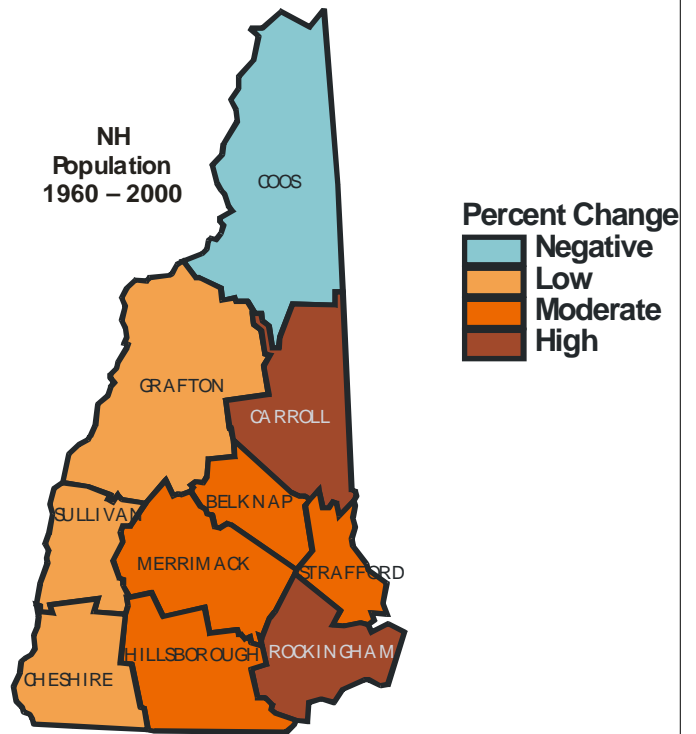 NH
Population
1960 – 2000
COOS
Percent Change
Negative
Low
Moderate
High
GRAFTON
CARROLL
BELKNAP
SULLIVAN
MERRIMACK
STRAFFORD
HILLSBOROUGH
ROCKINGHAM
CHESHIRE